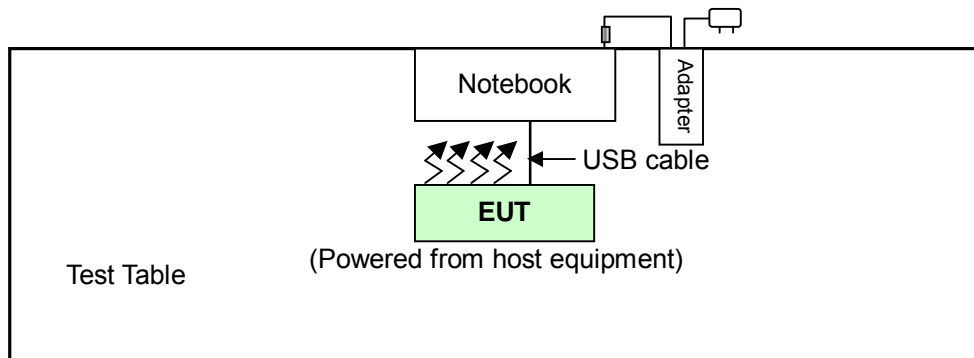 Notebook
Adapter
USB cable
EUT
(Powered from host equipment)
Test Table